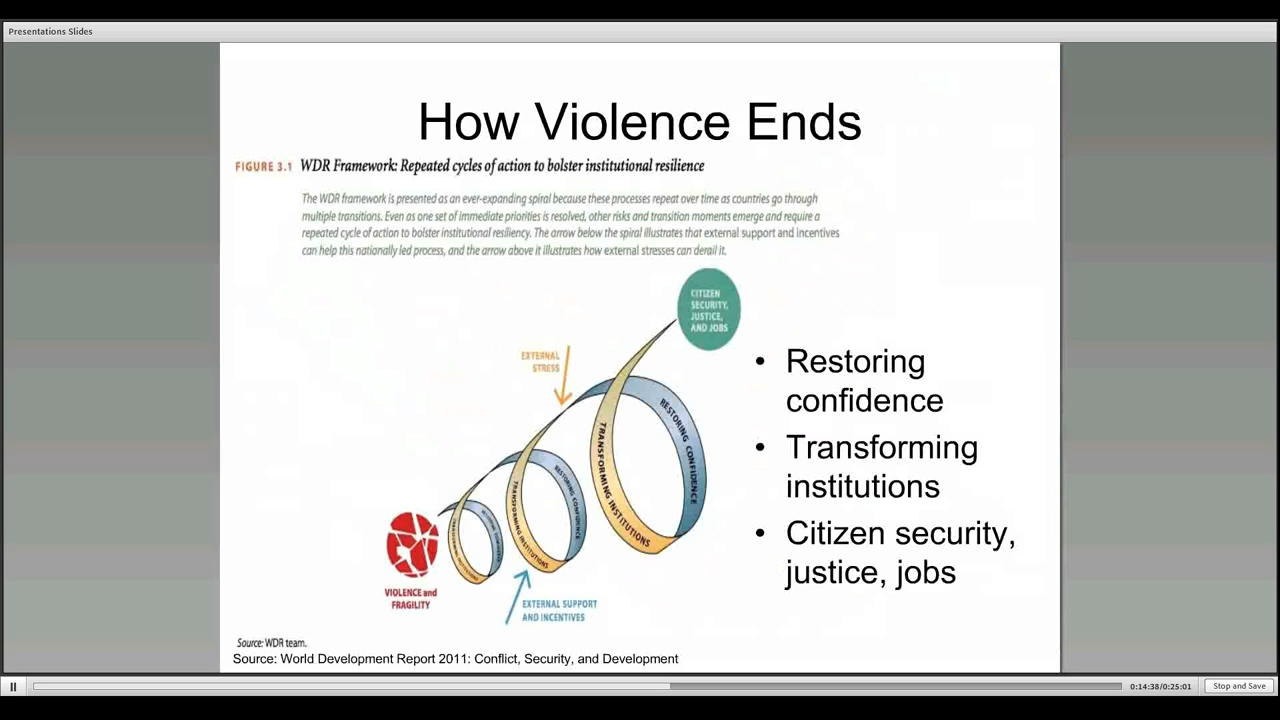 Presentations Slides
How Violence Ends
FIGURE 3.1 WDR Framework: Repeated cycles of action to bolster institutional resilience
The WDR framework is presented as an ever-expanding spiral because these processes repeat over time as countries go through
multiple transitions. Even as one set of immediate priorities is resolved, other risks and transition moments emerge and require a
repeated cycle of action to bolster institutional resiliency. The arrow below the spiral illustrates that external support and incentives
can help this nationally led process, and the arrow above it illustrates how external stresses can derail it.
CITIZEN
SECURITY,
JUSTICE,
AND JOBS
EXTERNAL
STRESS
RESTORING CONFIDENCE
TRANSFORMING INSTITUTIONS
RESTORING CONFIDENCE
TRANSFORMING INSTITUTIONS
RESTORING CONFIDENCE
TRANSFORMING INSTITUTIONS
VIOLENCE and
FRAGILITY
EXTERNAL SUPPORT
AND INCENTIVES
• Restoring
confidence
• Transforming
institutions
• Citizen security,
justice, jobs
Source: WDR team.
Source: World Development Report 2011: Conflict, Security, and Development
0:14:38/0:25:01
Stop and Save